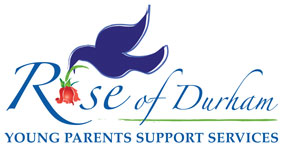 Rose of Durham
YOUNG PARENTS SUPPORT SERVICES